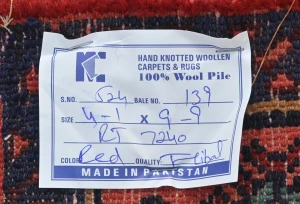 HAND KNOTTED WOOLLEN
CARPETS & RUGS
100% Wool Pile
S.NO. 524 BALE NO. 139
SIZE 4-1 X 9-9
RJ 7240
COLOR Red QUALITY Tribal
MADE IN PAKISTAN